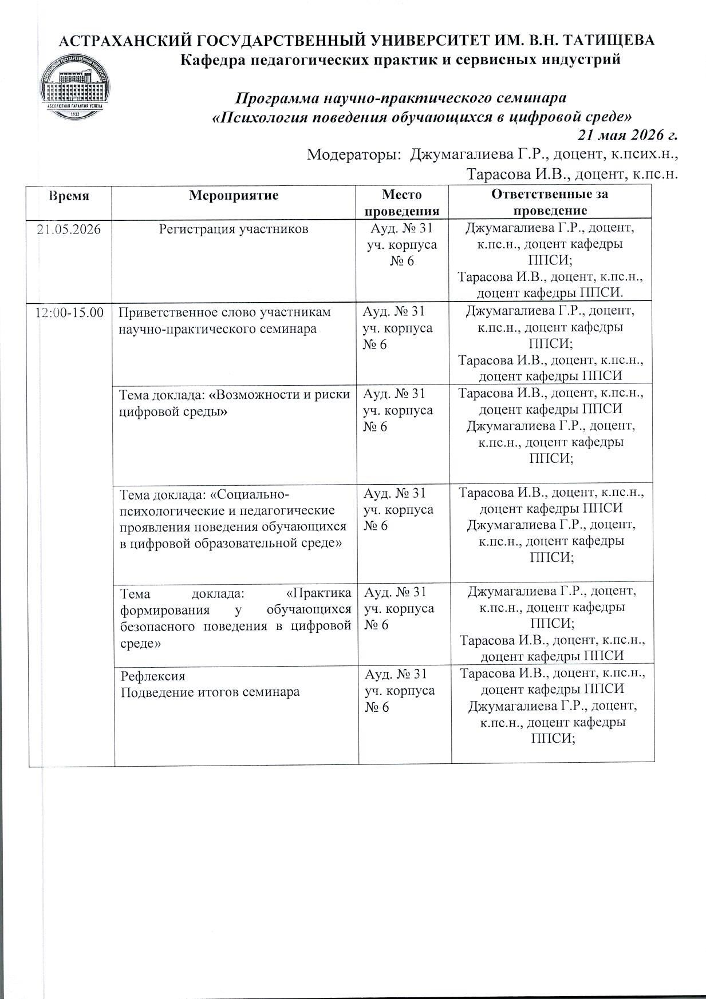 АСТРАХАНСКИЙ ГОСУДАРСТВЕННЫЙ УНИВЕРСИТЕТ ИМ. В.Н. ТАТИЩЕВА
Кафедра педагогических практик и сервисных индустрий
АСТРАХАНСКИЙ ГОСУДАРСТВЕННЫЙ УНИВЕРСИТЕТ
АБСОЛЮТНАЯ ГАРАНТИЯ УСПЕХА
1932
Программа научно-практического семинара
«Психология поведения обучающихся в цифровой среде»
21 мая 2026 г.
Модераторы: Джумагалиева Г.Р., доцент, к.псих.н.,
Тарасова И.В., доцент, к.пс.н.
Время
Мероприятие
Место
проведения
Ответственные за
проведение
21.05.2026
Регистрация участников
Ауд. № 31
уч. корпуса
№ 6
Джумагалиева Г.Р., доцент,
к.пс.н., доцент кафедры
ППСИ;
Тарасова И.В., доцент, к.пс.н.,
доцент кафедры ППСИ.
12:00-15.00
Приветственное слово участникам
научно-практического семинара
Ауд. № 31
уч. корпуса
№ 6
Джумагалиева Г.Р., доцент,
к.пс.н., доцент кафедры
ППСИ;
Тарасова И.В., доцент, к.пс.н.,
доцент кафедры ППСИ
Тема доклада: «Возможности и риски
цифровой среды»
Ауд. № 31
уч. корпуса
№ 6
Тарасова И.В., доцент, к.пс.н.,
доцент кафедры ППСИ
Джумагалиева Г.Р., доцент,
к.пс.н., доцент кафедры
ППСИ;
Тема доклада: «Социально-
психологические и педагогические
проявления поведения обучающихся
в цифровой образовательной среде»
Ауд. № 31
уч. корпуса
№ 6
Тарасова И.В., доцент, к.пс.н.,
доцент кафедры ППСИ
Джумагалиева Г.Р., доцент,
к.пс.н., доцент кафедры
ППСИ;
Тема доклада: «Практика
формирования у обучающихся
безопасного поведения в цифровой
среде»
Ауд. № 31
уч. корпуса
№ 6
Джумагалиева Г.Р., доцент,
к.пс.н., доцент кафедры
ППСИ;
Тарасова И.В., доцент, к.пс.н.,
доцент кафедры ППСИ
Рефлексия
Подведение итогов семинара
Ауд. № 31
уч. корпуса
№ 6
Тарасова И.В., доцент, к.пс.н.,
доцент кафедры ППСИ
Джумагалиева Г.Р., доцент,
к.пс.н., доцент кафедры
ППСИ;